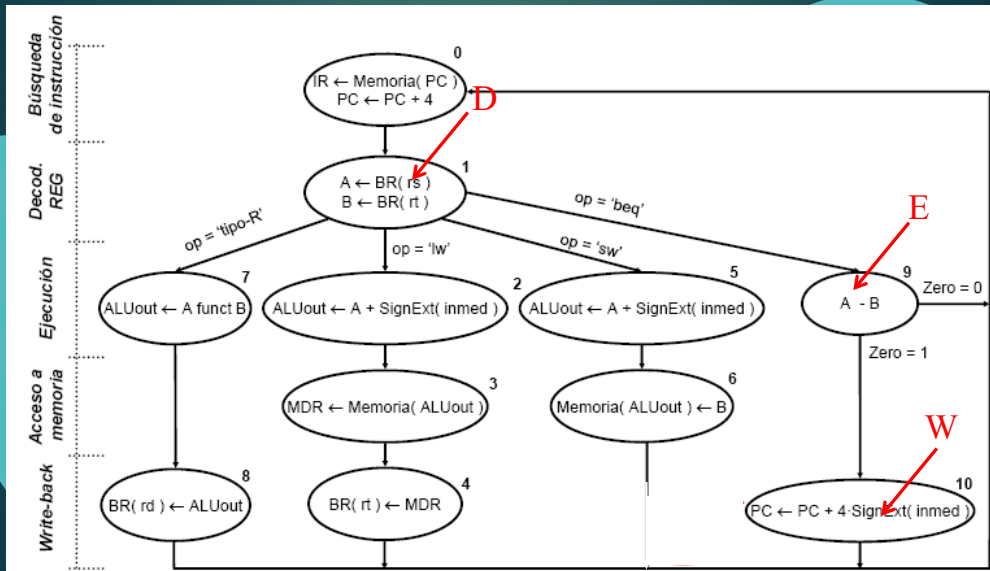 Búsqueda
de instrucción
0
IR ← Memoria( PC )
PC ← PC + 4
D
Decod.
REG
1
A ← BR( rs )
B ← BR( rt )
op = 'tipo-R'
op = 'lw'
op = 'sw'
op = 'beq'
E
Ejecución
7
ALUout ← A funct B
2
ALUout ← A + SignExt( inmed )
5
ALUout ← A + SignExt( inmed )
9
A - B
Zero = 0
Zero = 1
Acceso a
memoria
3
MDR ← Memoria( ALUout )
6
Memoria( ALUout ) ← B
W
Write-back
8
BR( rd ) ← ALUout
4
BR( rt ) ← MDR
10
PC ← PC + 4·SignExt( inmed )